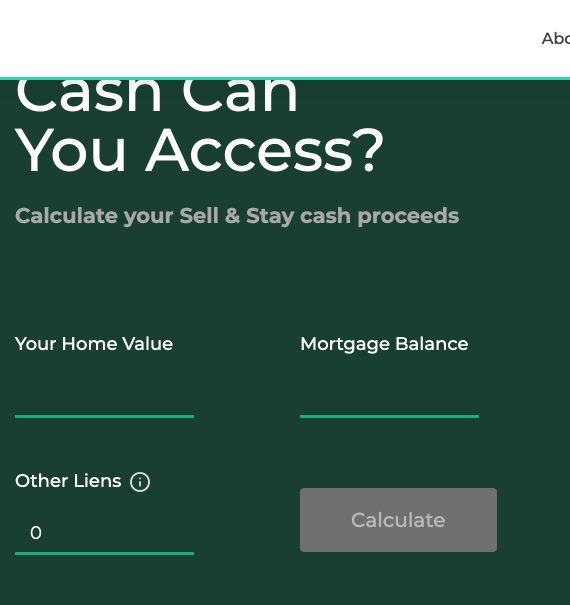 Cash Can
You Access?
Calculate your Sell & Stay cash proceeds
Your Home Value
Mortgage Balance
Other Liens
0
Calculate